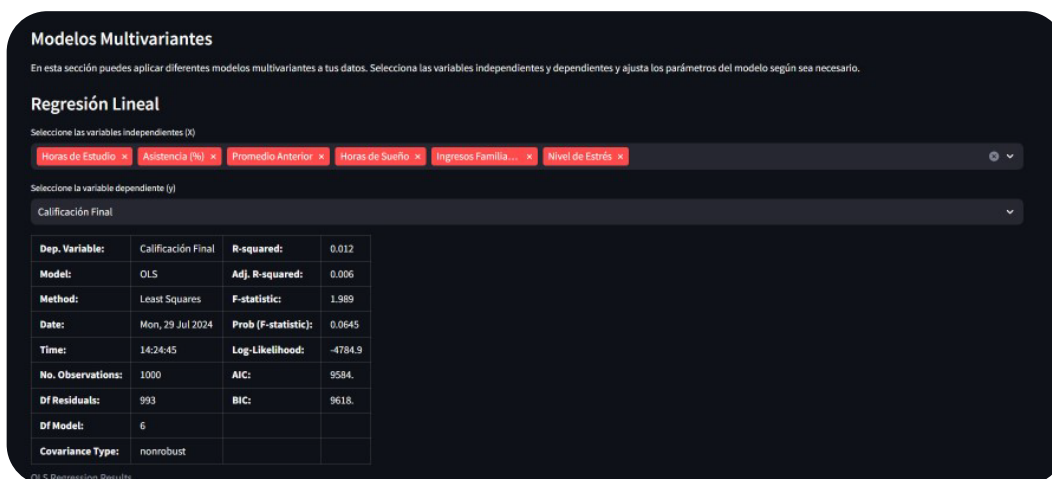 Modelos Multivariantes
En esta sección puedes aplicar diferentes modelos multivariantes a tus datos. Selecciona las variables independientes y dependientes y ajusta los parámetros del modelo según sea necesario.
Regresión Lineal
Seleccione las variables independientes (X)
Horas de Estudio × Asistencia (%) × Promedio Anterior × Horas de Sueño × Ingresos Familia... × Nivel de Estrés ×
Seleccione la variable dependiente (y)
Calificación Final
Dep. Variable: Calificación Final R-squared: 0.012
Model: OLS Adj. R-squared: 0.006
Method: Least Squares F-statistic: 1.989
Date: Mon, 29 Jul 2024 Prob (F-statistic): 0.0645
Time: 14:24:45 Log-Likelihood: -4784.9
No. Observations: 1000 AIC: 9584.
Df Residuals: 993 BIC: 9618.
Df Model: 6
Covariance Type: nonrobust
OLS Regression Results